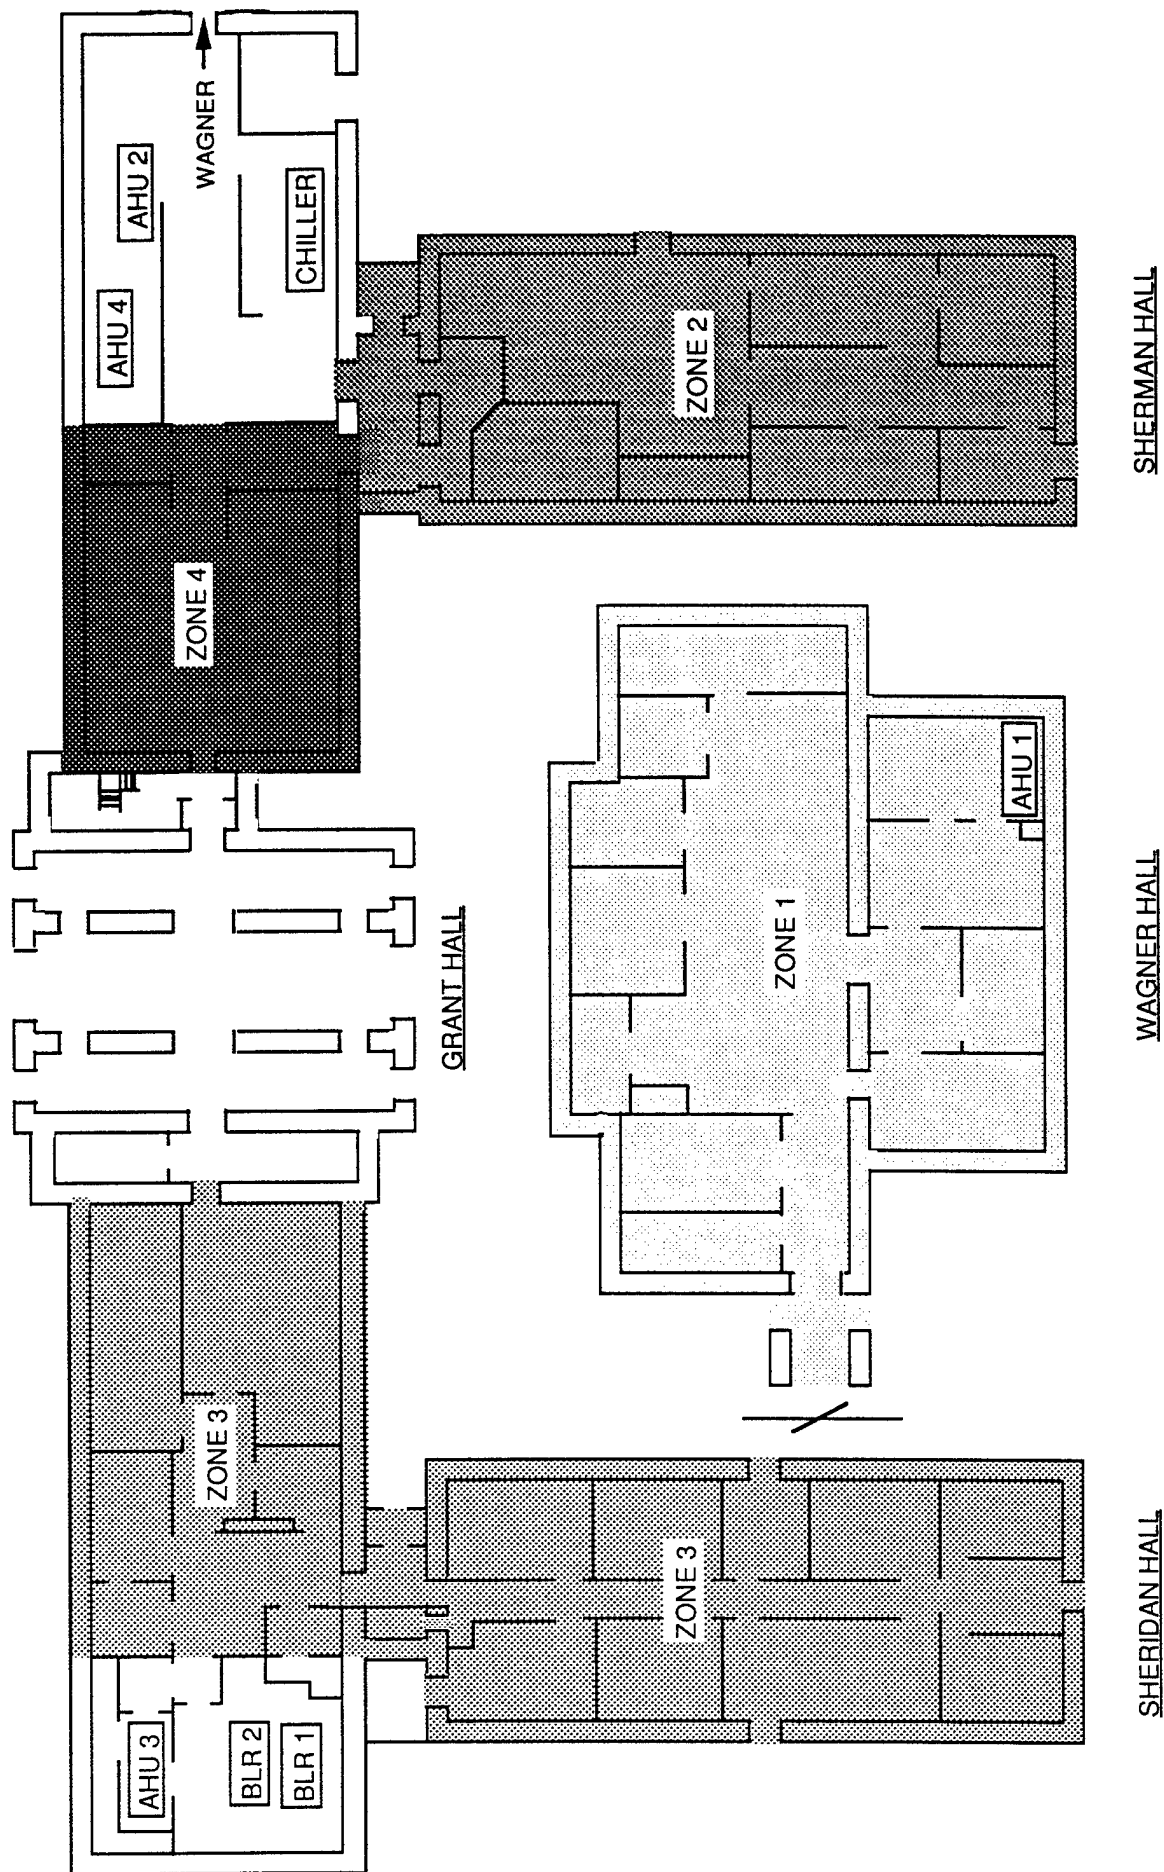 AHU 3
BLR 2
BLR 1
ZONE 3
ZONE 4
AHU 4
AHU 2
WAGNER
CHILLER
GRANT HALL
ZONE 3
ZONE 1
AHU 1
ZONE 2
SHERIDAN HALL
WAGNER HALL
SHERMAN HALL